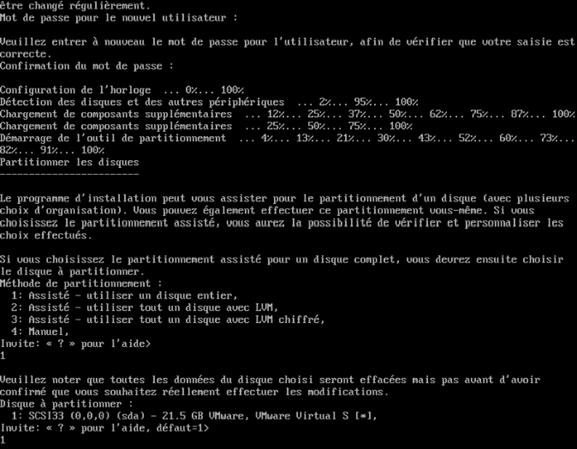 être changé régulièrement.
Mot de passe pour le nouvel utilisateur :
Veuillez entrer à nouveau le mot de passe pour l'utilisateur, afin de vérifier que votre saisie est
correcte.
Confirmation du mot de passe :
Configuration de l'horloge  ... 0%... 100%
Détection des disques et des autres périphériques  ... 2%... 95%... 100%
Chargement de composants supplémentaires  ... 12%... 25%... 37%... 50%... 62%... 75%... 87%... 100%
Chargement de composants supplémentaires  ... 25%... 50%... 75%... 100%
Démarrage de l'outil de partitionnement  ... 4%... 13%... 21%... 30%... 43%... 52%... 60%... 73%...
82%... 91%... 100%
Partitionner les disques
------------------------
Le programme d'installation peut vous assister pour le partitionnement d'un disque (avec plusieurs
choix d'organisation). Vous pouvez également effectuer ce partitionnement vous-même. Si vous
choisissez le partitionnement assisté, vous aurez la possibilité de vérifier et personnaliser les
choix effectués.
Si vous choisissez le partitionnement assisté pour un disque complet, vous devrez ensuite choisir
le disque à partitionner.
Méthode de partitionnement :
  1: Assisté - utiliser un disque entier,
  2: Assisté - utiliser tout un disque avec LVM,
  3: Assisté - utiliser tout un disque avec LVM chiffré,
  4: Manuel,
Invite: « ? » pour l'aide>
1
Veuillez noter que toutes les données du disque choisi seront effacées mais pas avant d'avoir
confirmé que vous souhaitez réellement effectuer les modifications.
Disque à partitionner :
  1: SCSI33 (0,0,0) (sda) - 21.5 GB VMware, VMware Virtual S [*],
Invite: « ? » pour l'aide, défaut=1>
1